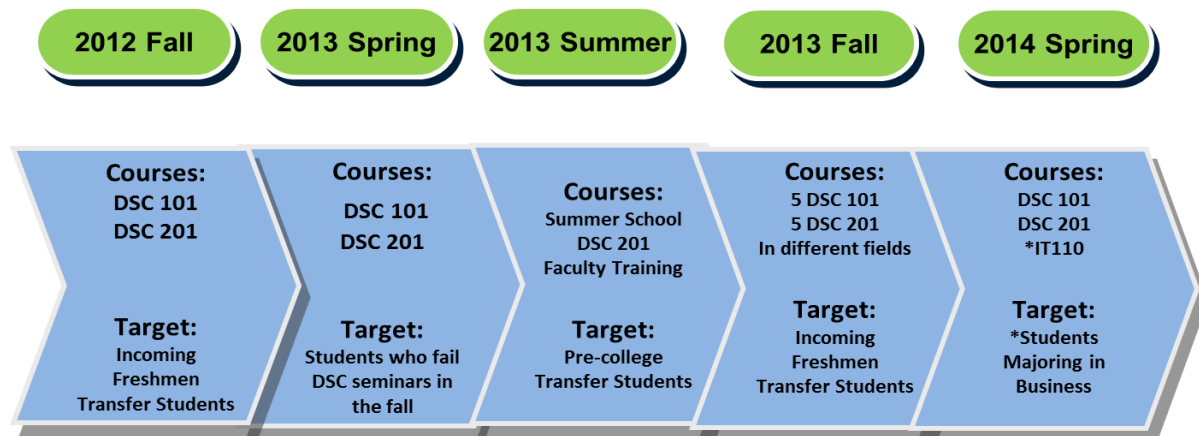 2012 Fall
2013 Spring
2013 Summer
2013 Fall
2014 Spring
Courses:
DSC 101
DSC 201
Target:
Incoming
Freshmen
Transfer Students
Courses:
DSC 101
DSC 201
Target:
Students who fail
DSC seminars in
the fall
Courses:
Summer School
DSC 201
Faculty Training
Target:
Pre-college
Transfer Students
Courses:
5 DSC 101
5 DSC 201
In different fields
Target:
Incoming
Freshmen
Transfer Students
Courses:
DSC 101
DSC 201
*IT110
Target:
*Students
Majoring in
Business